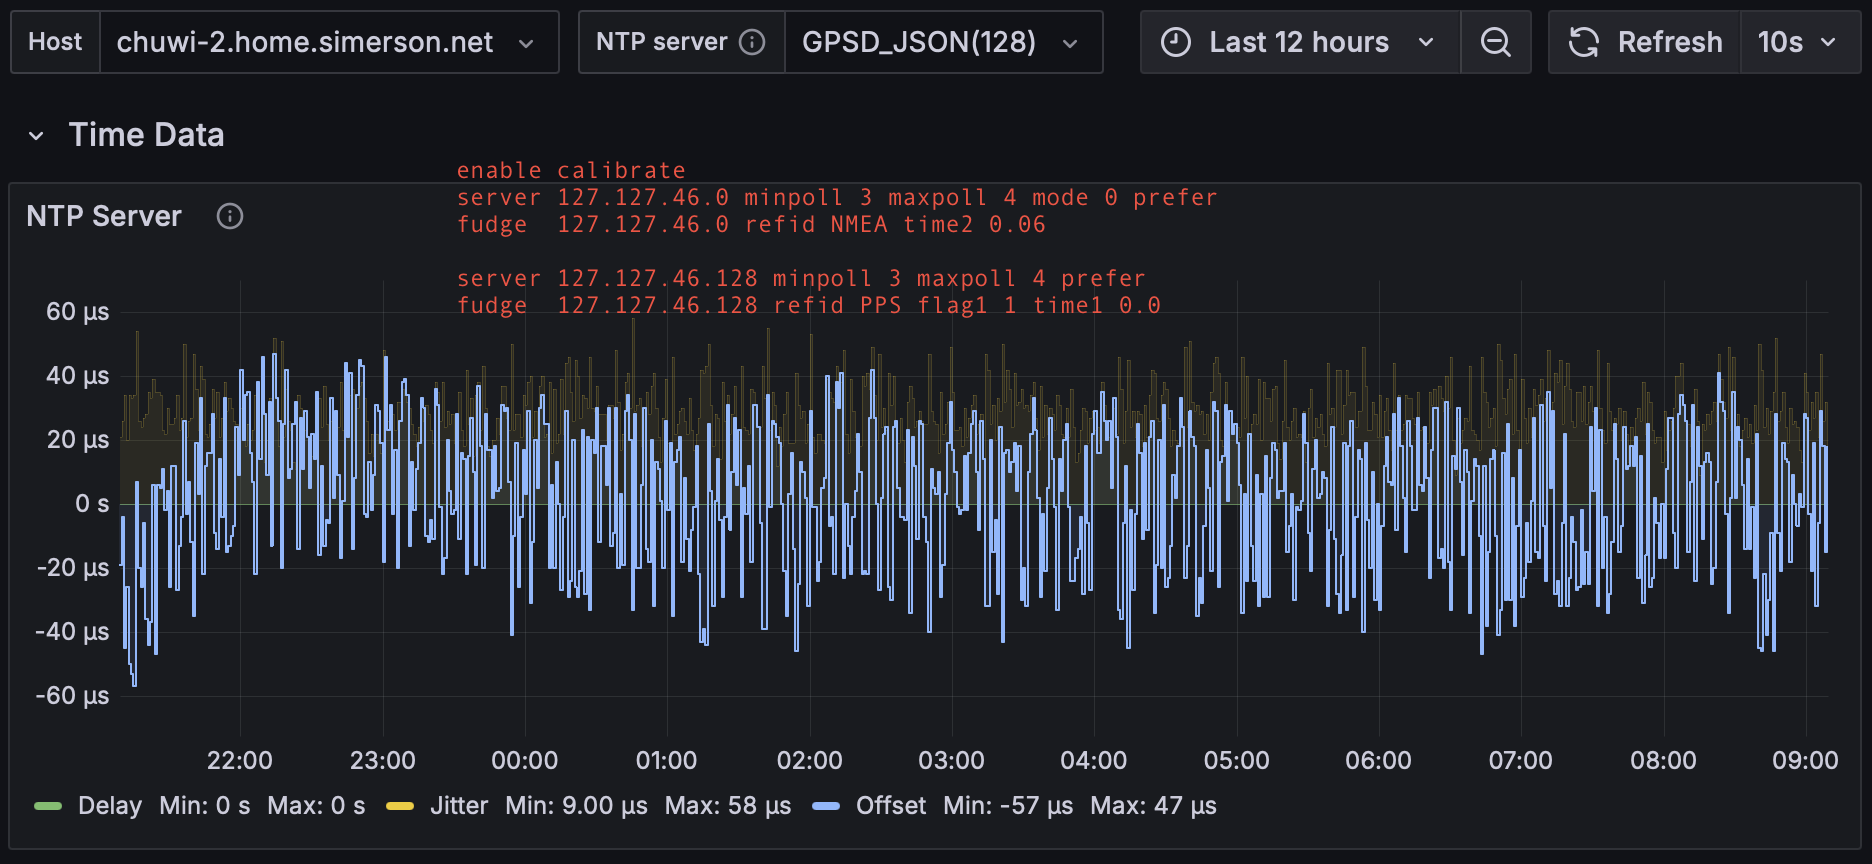 Host chuwi-2.home.simerson.net NTP server GPSD_JSON(128) Last 12 hours Refresh 10s
Time Data
enable calibrate
server 127.127.46.0 minpoll 3 maxpoll 4 mode 0 prefer
NTP Server
fudge  127.127.46.0 refid NMEA time2 0.06
server 127.127.46.128 minpoll 3 maxpoll 4 prefer
fudge  127.127.46.128 refid PPS flag1 1 time1 0.0
60 µs
40 µs
20 µs
0 s
-20 µs
-40 µs
-60 µs
22:00 23:00 00:00 01:00 02:00 03:00 04:00 05:00 06:00 07:00 08:00 09:00
Delay Min: 0 s Max: 0 s Jitter Min: 9.00 µs Max: 58 µs Offset Min: -57 µs Max: 47 µs